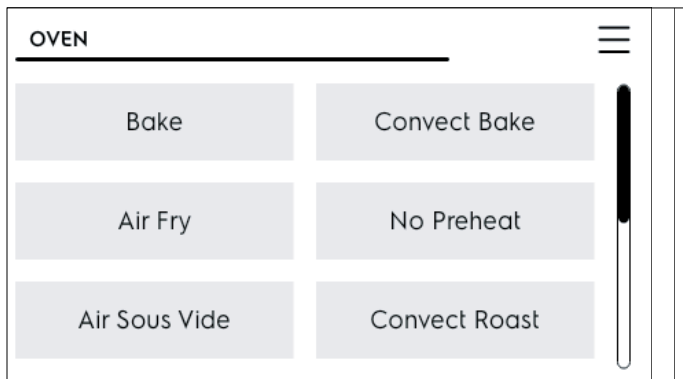 OVEN
Bake
Convect Bake
Air Fry
No Preheat
Air Sous Vide
Convect Roast